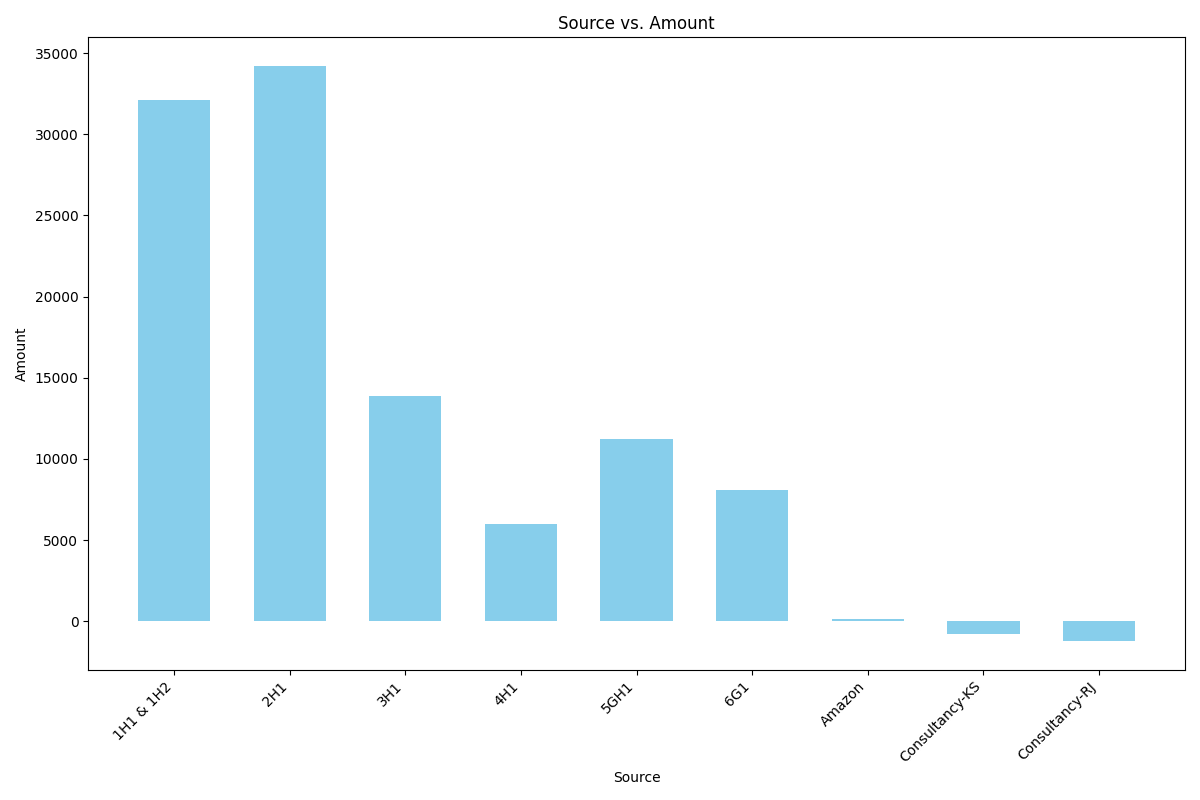 Source vs. Amount
Amount
35000
30000
25000
20000
15000
10000
5000
0
1H1 & 1H2
2H1
3H1
4H1
5GH1
6G1
Amazon
Consultancy-KS
Consultancy-RJ
Source